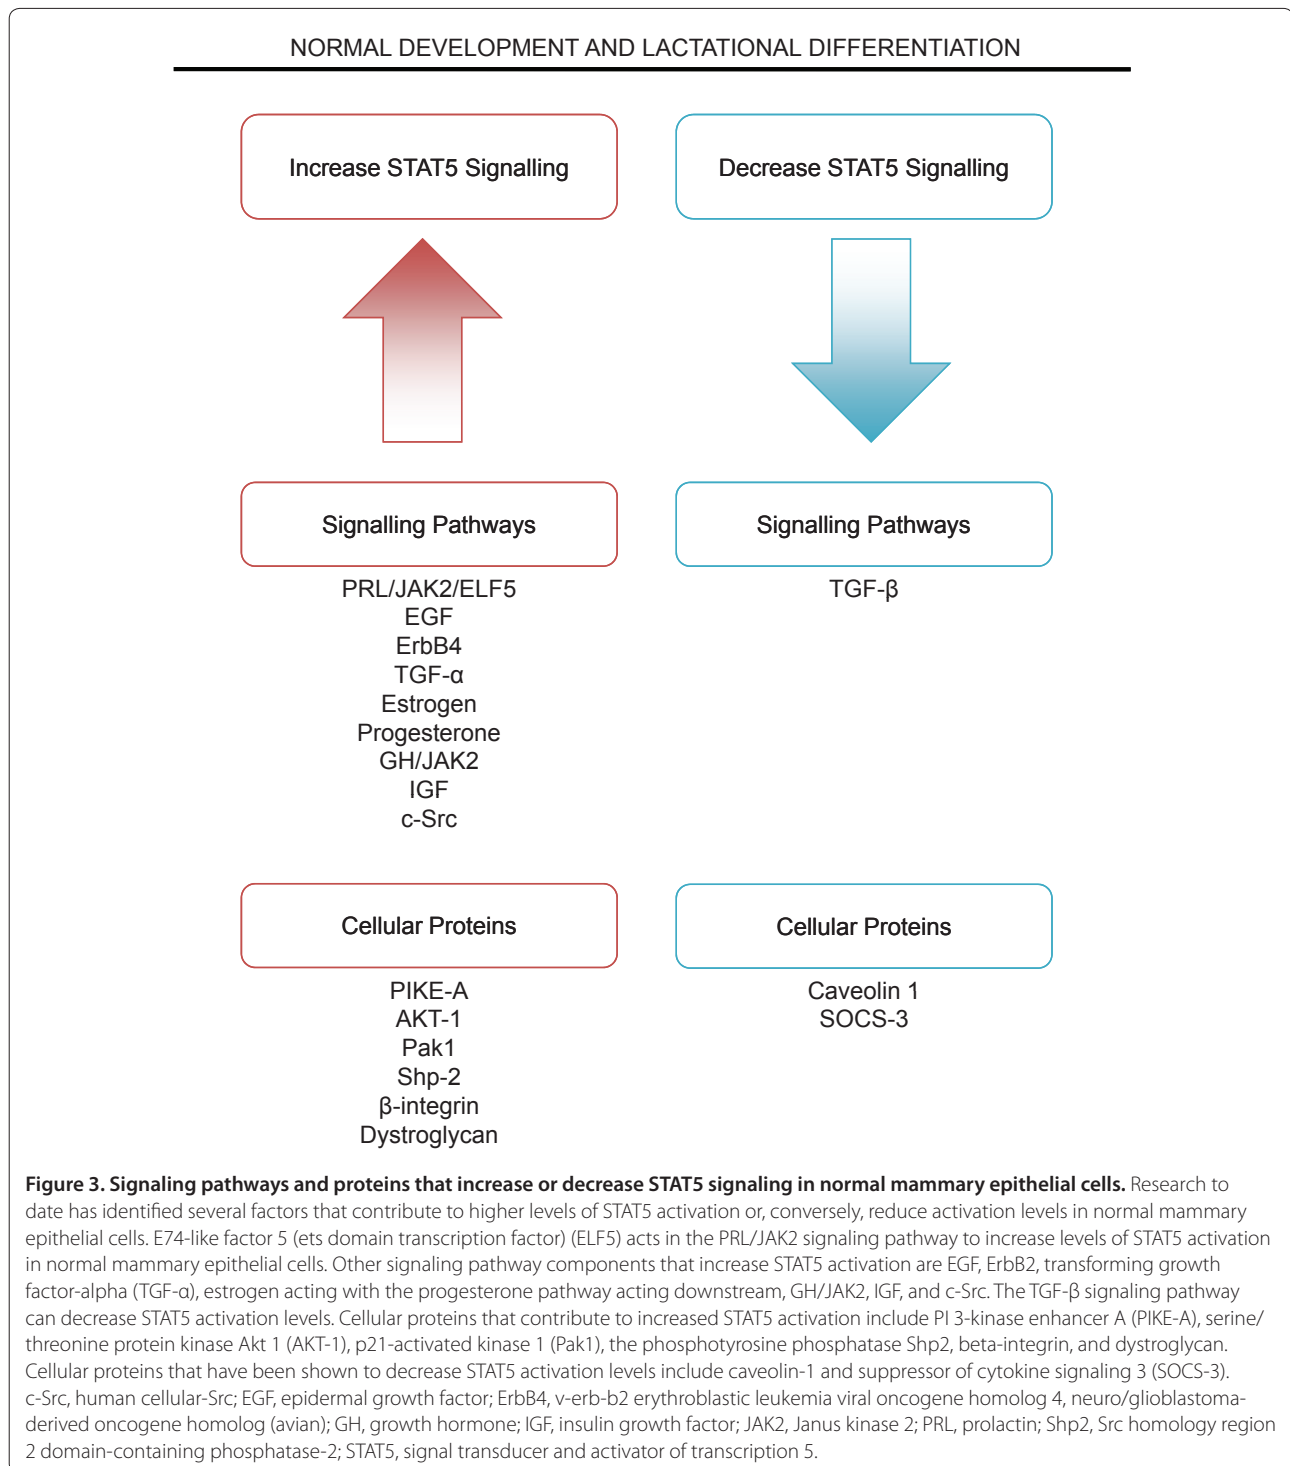 NORMAL DEVELOPMENT AND LACTATIONAL DIFFERENTIATION
Increase STAT5 Signalling
Decrease STAT5 Signalling
Signalling Pathways
Signalling Pathways
PRL/JAK2/ELF5
EGF
ErbB4
TGF-α
Estrogen
Progesterone
GH/JAK2
IGF
c-Src
TGF-β
Cellular Proteins
Cellular Proteins
PIKE-A
AKT-1
Pak1
Shp-2
β-integrin
Dystroglycan
Caveolin 1
SOCS-3
Figure 3. Signaling pathways and proteins that increase or decrease STAT5 signaling in normal mammary epithelial cells. Research to
date has identified several factors that contribute to higher levels of STAT5 activation or, conversely, reduce activation levels in normal mammary
epithelial cells. E74-like factor 5 (ets domain transcription factor) (ELF5) acts in the PRL/JAK2 signaling pathway to increase levels of STAT5 activation
in normal mammary epithelial cells. Other signaling pathway components that increase STAT5 activation are EGF, ErbB2, transforming growth
factor-alpha (TGF-α), estrogen acting with the progesterone pathway acting downstream, GH/JAK2, IGF, and c-Src. The TGF-β signaling pathway
can decrease STAT5 activation levels. Cellular proteins that contribute to increased STAT5 activation include PI 3-kinase enhancer A (PIKE-A), serine/
threonine protein kinase Akt 1 (AKT-1), p21-activated kinase 1 (Pak1), the phosphotyrosine phosphatase Shp2, beta-integrin, and dystroglycan.
Cellular proteins that have been shown to decrease STAT5 activation levels include caveolin-1 and suppressor of cytokine signaling 3 (SOCS-3).
c-Src, human cellular-Src; EGF, epidermal growth factor; ErbB4, v-erb-b2 erythroblastic leukemia viral oncogene homolog 4, neuro/glioblastoma-
derived oncogene homolog (avian); GH, growth hormone; IGF, insulin growth factor; JAK2, Janus kinase 2; PRL, prolactin; Shp2, Src homology region
2 domain-containing phosphatase-2; STAT5, signal transducer and activator of transcription 5.